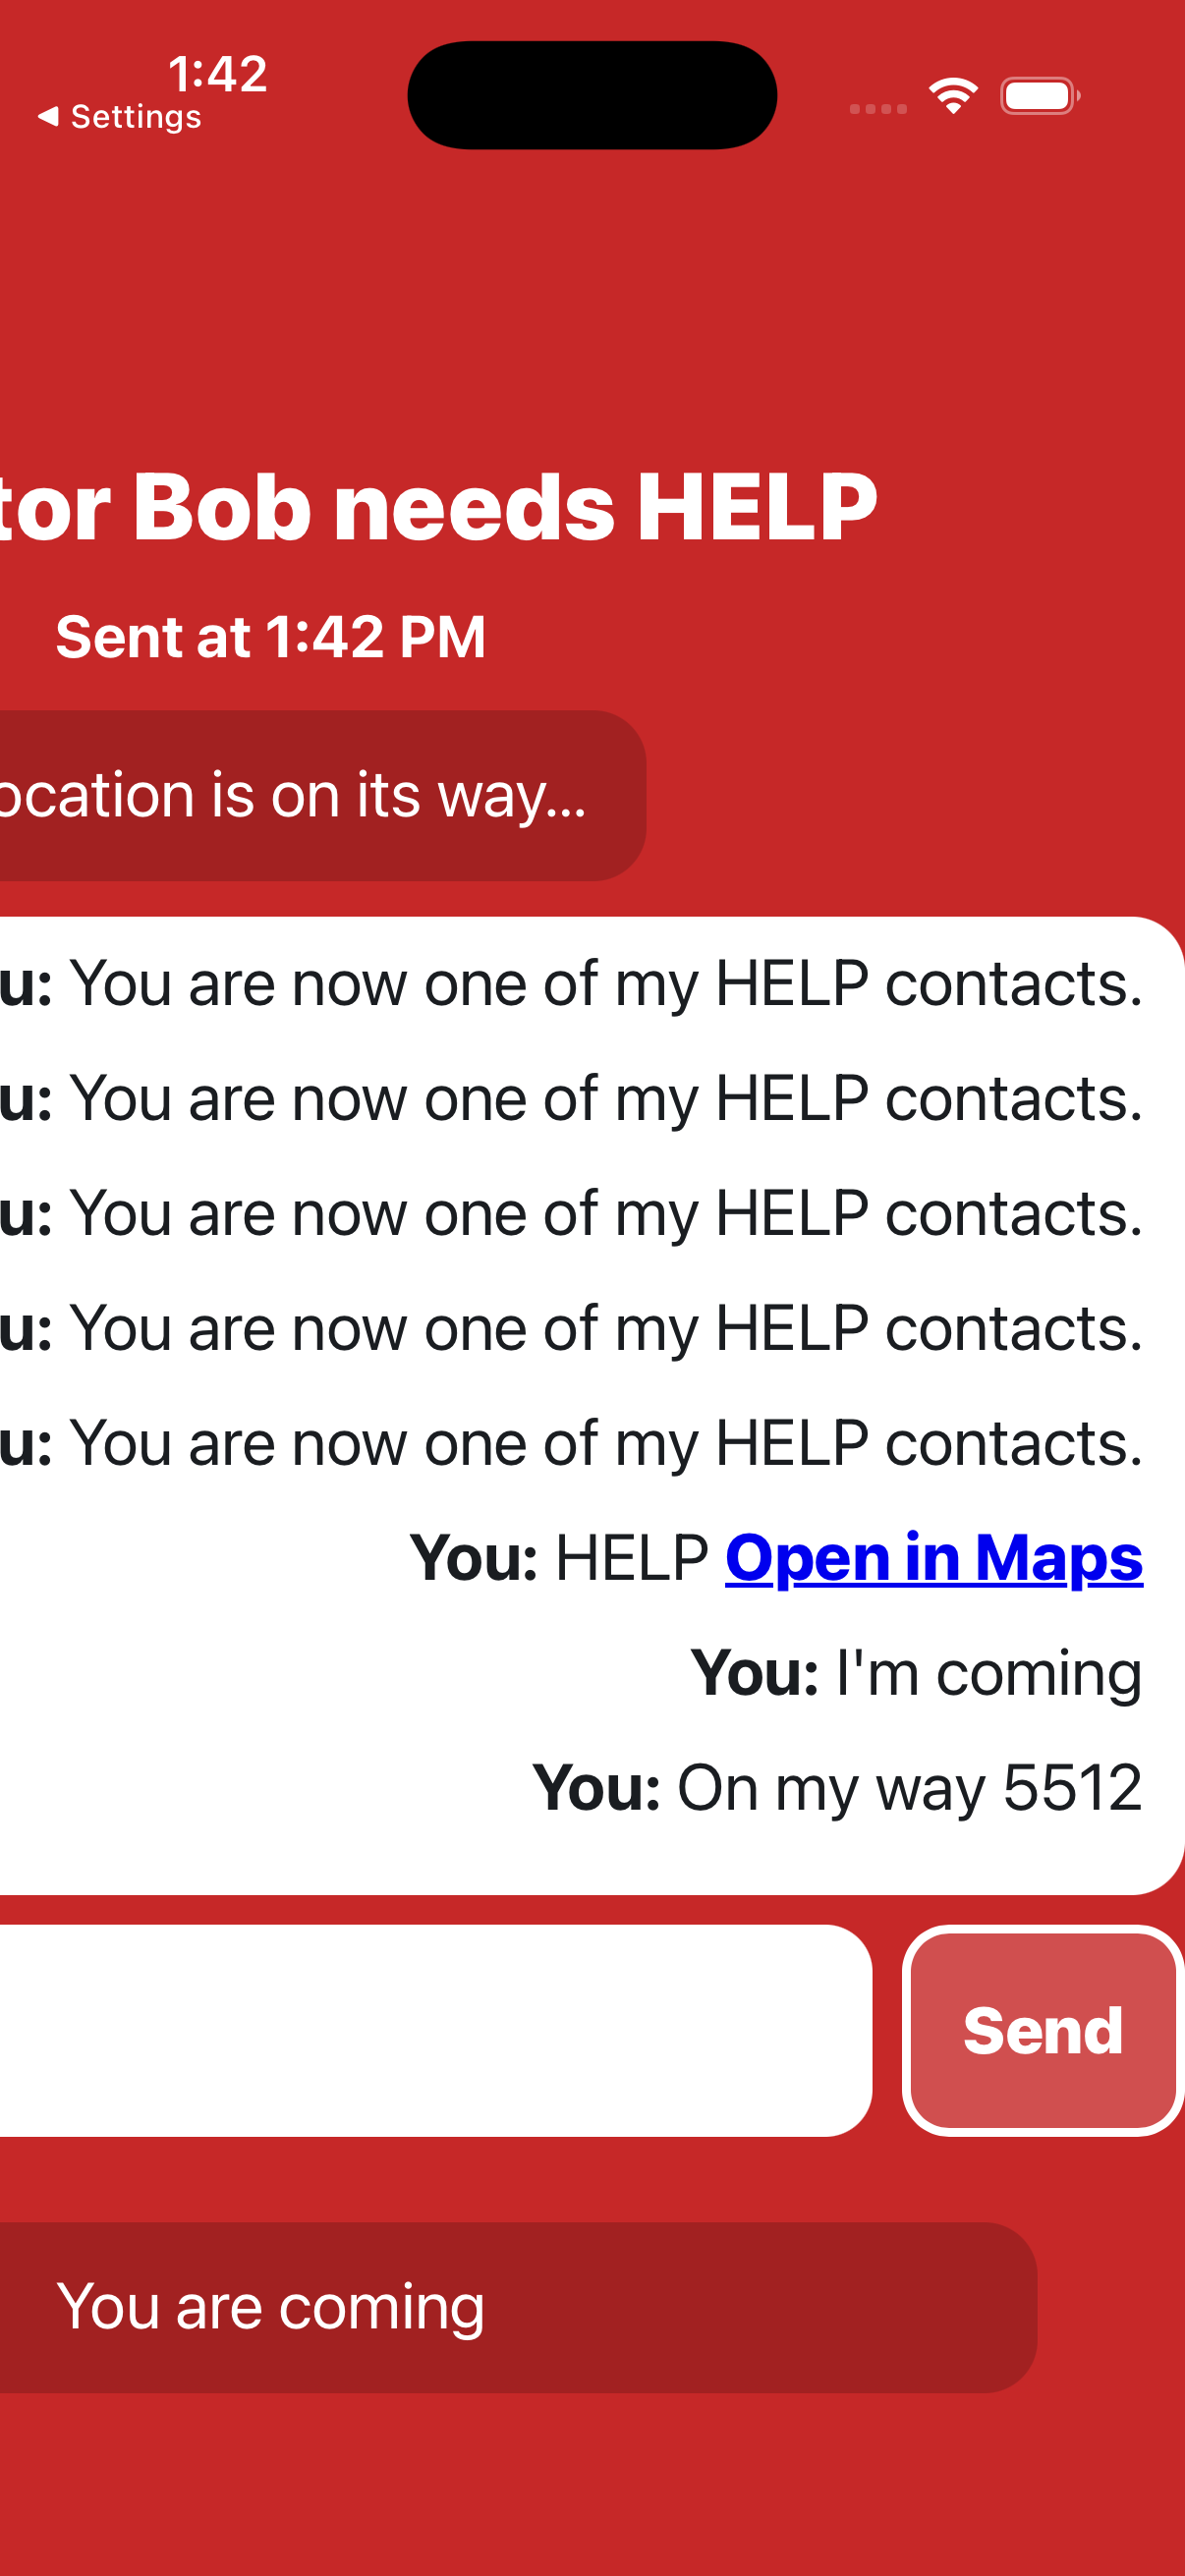 1:42
Settings
tor Bob needs HELP
Sent at 1:42 PM
ocation is on its way...
u: You are now one of my HELP contacts.
u: You are now one of my HELP contacts.
u: You are now one of my HELP contacts.
u: You are now one of my HELP contacts.
u: You are now one of my HELP contacts.
You: HELP Open in Maps
You: I'm coming
You: On my way 5512
Send
You are coming